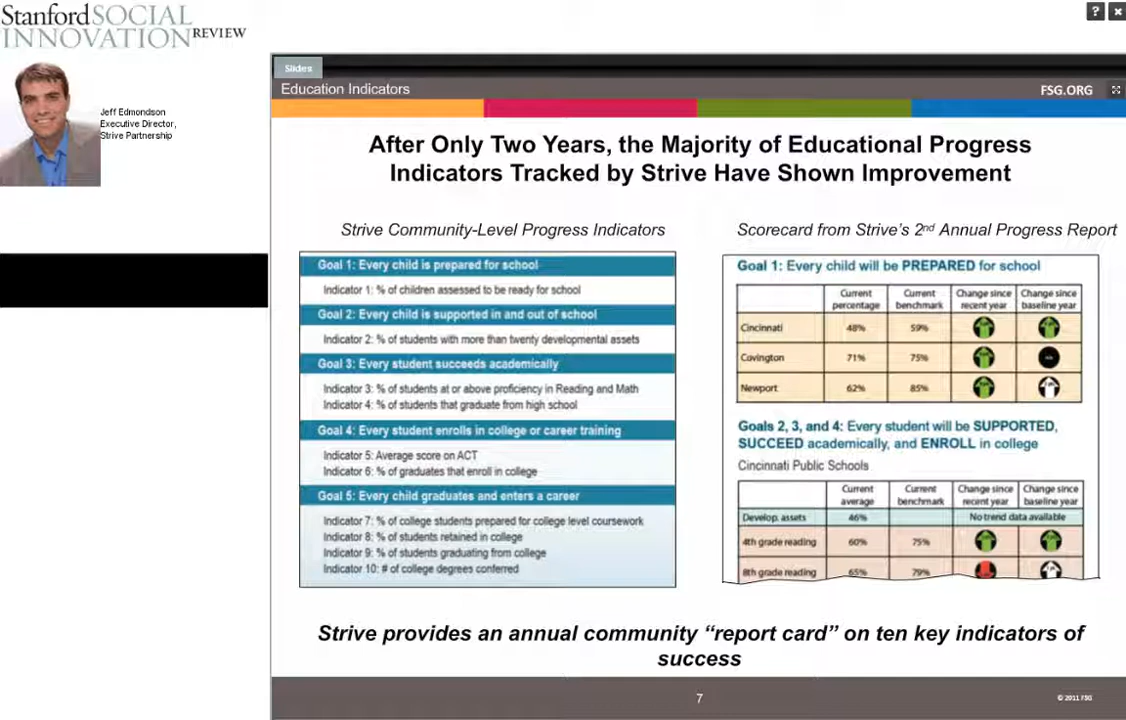 Stanford SOCIAL
INNOVATION REVIEW
? ×
Jeff Edmondson
Executive Director,
Strive Partnership
Slides
Education Indicators
FSG.ORG
After Only Two Years, the Majority of Educational Progress
Indicators Tracked by Strive Have Shown Improvement
Strive Community-Level Progress Indicators
Goal 1: Every child is prepared for school
Indicator 1: % of children assessed to be ready for school
Goal 2: Every child is supported in and out of school
Indicator 2: % of students with more than twenty developmental assets
Goal 3: Every student succeeds academically
Indicator 3: % of students at or above proficiency in Reading and Math
Indicator 4: % of students that graduate from high school
Goal 4: Every student enrolls in college or career training
Indicator 5: Average score on ACT
Indicator 6: % of graduates that enroll in college
Goal 5: Every child graduates and enters a career
Indicator 7: % of college students prepared for college level coursework
Indicator 8: % of students retained in college
Indicator 9: % of students graduating from college
Indicator 10: # of college degrees conferred
Scorecard from Strive's 2nd Annual Progress Report
Goal 1: Every child will be PREPARED for school
Current Current Change since Change since
percentage benchmark recent year baseline year
Cincinnati 48% 59%
Covington 71% 75%
Newport 62% 85%
Goals 2, 3, and 4: Every student will be SUPPORTED,
SUCCEED academically, and ENROLL in college
Cincinnati Public Schools
Current Current Change since Change since
average benchmark recent year baseline year
Develop. assets 46% No trend data available
4th grade reading 60% 75%
8th grade reading 65% 79%
Strive provides an annual community “report card” on ten key indicators of
success
7
© 2011 FSG